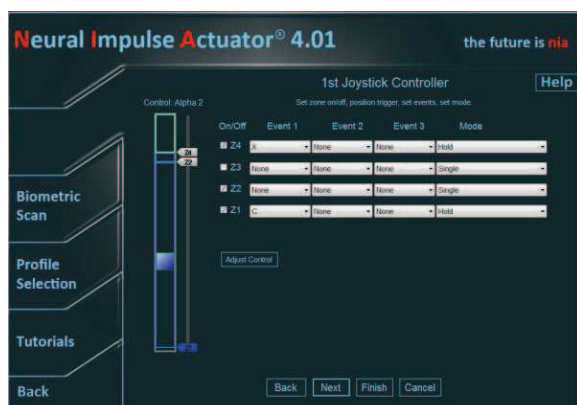 Neural Impulse Actuator® 4.01
the future is nia
1st Joystick Controller
Help
Control: Alpha 2
Set zone on/off, position trigger, set events, set mode.
On/Off Event 1 Event 2 Event 3 Mode
Z4 X None None Hold
Z3 None None None Single
Z2 None None None Single
Z1 C None None Hold
Z4
Z2
Adjust Control
Biometric
Scan
Profile
Selection
Tutorials
Back
Back Next Finish Cancel